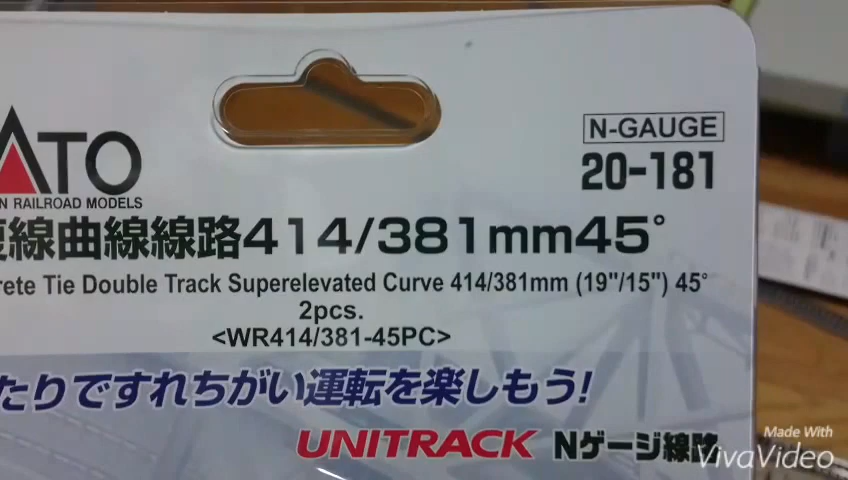 N-GAUGE
20-181
ATO
N RAILROAD MODELS
複線曲線線路414/381mm45°
rete Tie Double Track Superelevated Curve 414/381mm (19"/15") 45°
2pcs.
<WR414/381-45PC>
たりですれちがい運転を楽しもう!
UNITRACK Nゲージ線路
Made With
VivaVideo